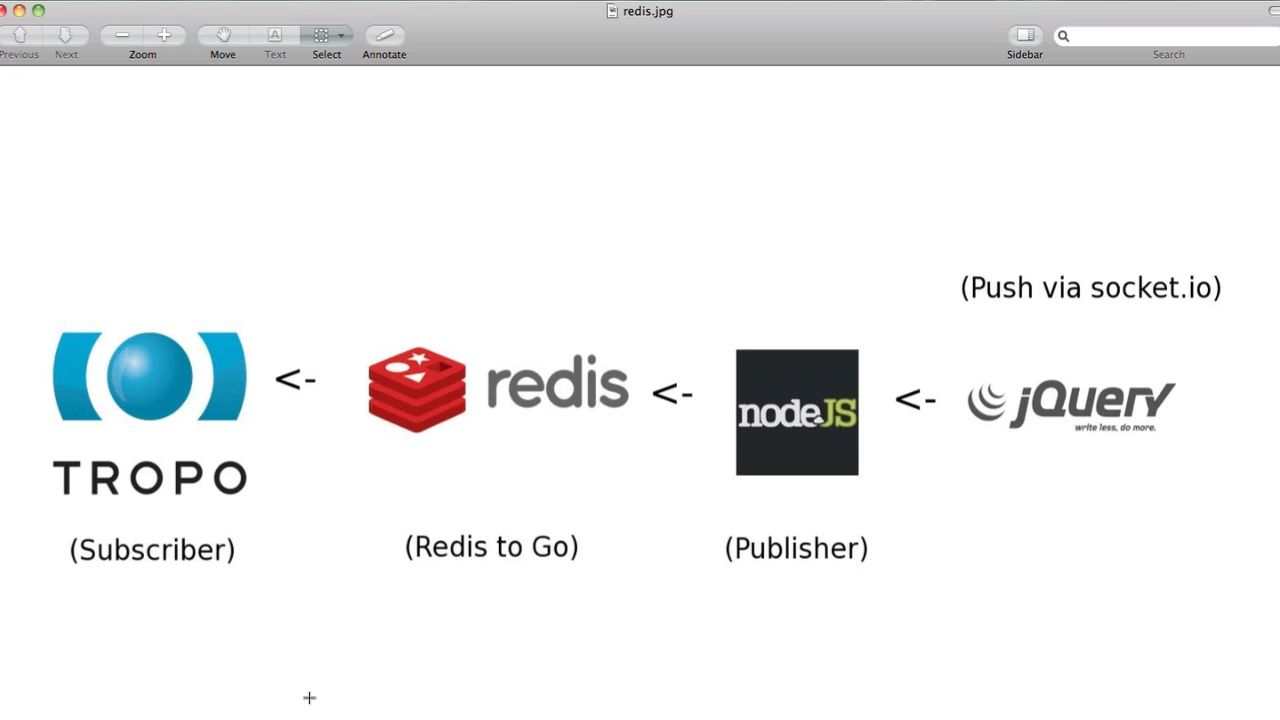 redis.jpg
Previous Next Zoom Move Text Select Annotate Sidebar Search
(Push via socket.io)
TROPO <- redis <- nodeJS <- jQuery
write less, do more.
(Subscriber) (Redis to Go) (Publisher)